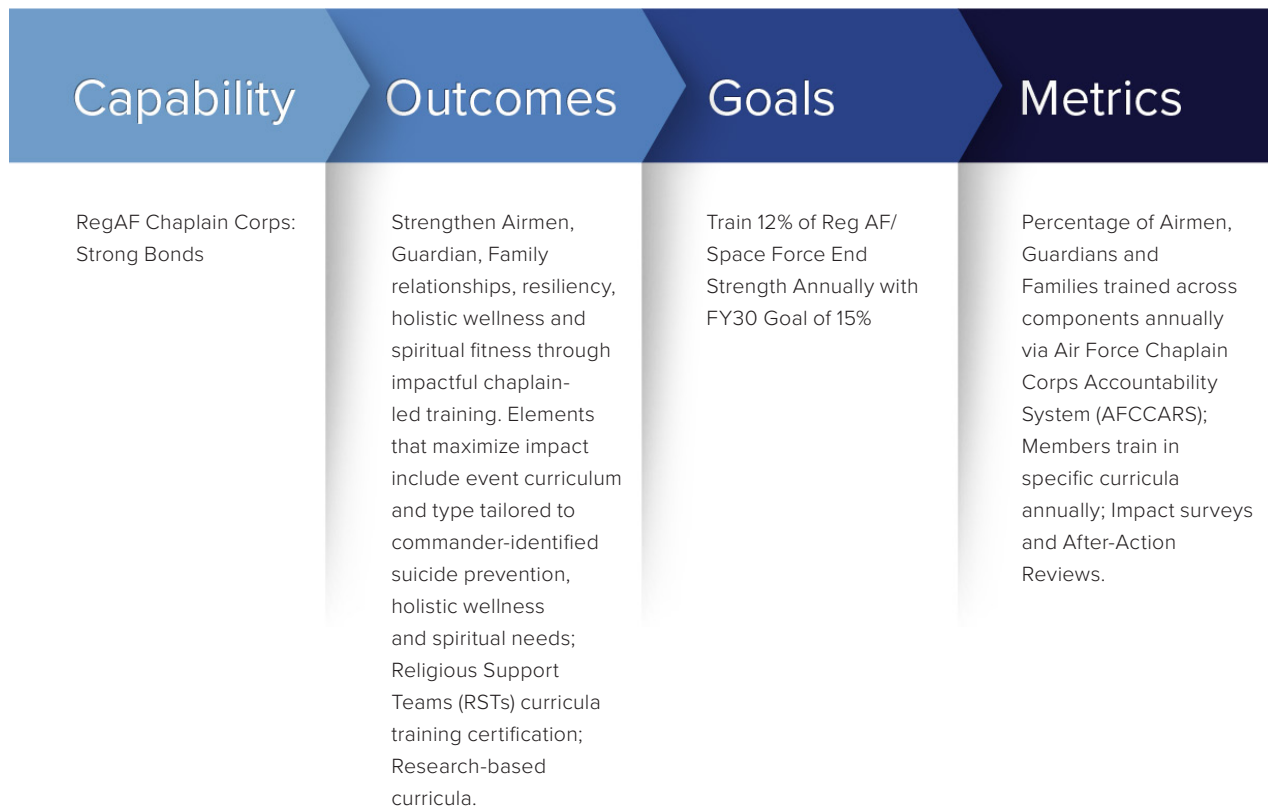 Capability
Outcomes
Goals
Metrics
RegAF Chaplain Corps:
Strong Bonds
Strengthen Airmen,
Guardian, Family
relationships, resiliency,
holistic wellness and
spiritual fitness through
impactful chaplain-
led training. Elements
that maximize impact
include event curriculum
and type tailored to
commander-identified
suicide prevention,
holistic wellness
and spiritual needs;
Religious Support
Teams (RSTs) curricula
training certification;
Research-based
curricula.
Train 12% of Reg AF/
Space Force End
Strength Annually with
FY30 Goal of 15%
Percentage of Airmen,
Guardians and
Families trained across
components annually
via Air Force Chaplain
Corps Accountability
System (AFCCARS);
Members train in
specific curricula
annually; Impact surveys
and After-Action
Reviews.